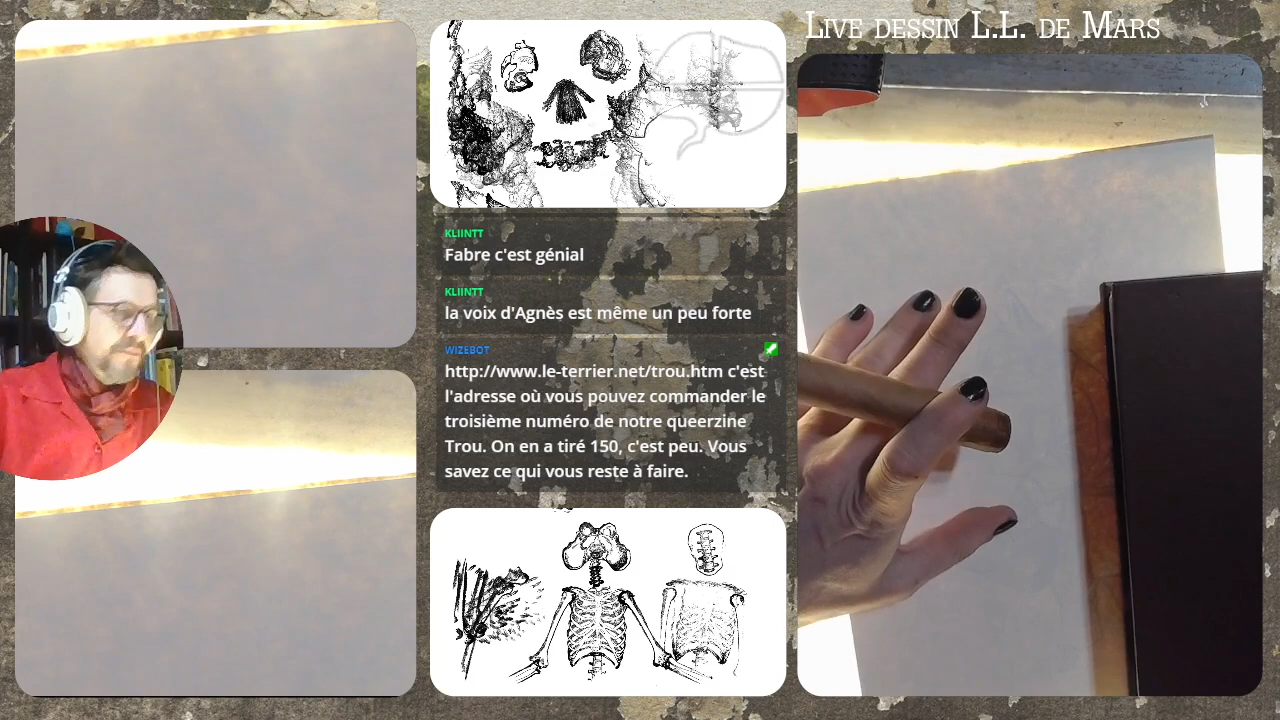 Live dessin L.L. de Mars
KLIINTT
Fabre c'est génial
KLIINTT
la voix d'Agnès est même un peu forte
WIZEBOT
http://www.le-terrier.net/trou.htm c'est
l'adresse où vous pouvez commander le
troisième numéro de notre queerzine
Trou. On en a tiré 150, c'est peu. Vous
savez ce qui vous reste à faire.